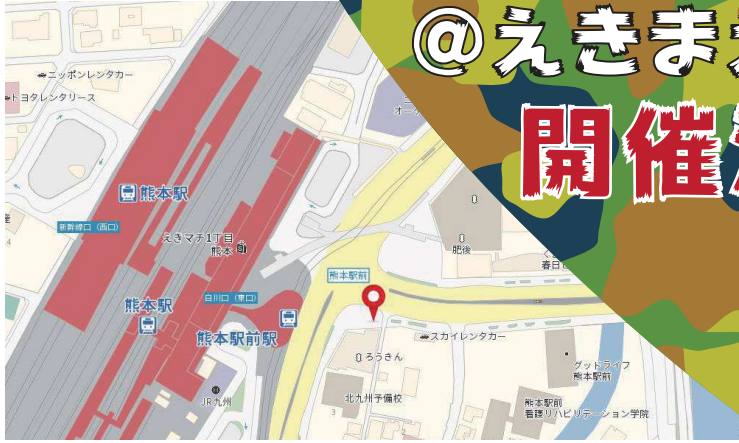 @えきま
開催
ニッポンレンタカー
トヨタレンタリース
オー
熊本駅
新幹線口（西口）
えきマチ1丁目
熊本
肥後
春日
熊本駅前
熊本駅
白川口（東口）
熊本駅前駅
スカイレンタカー
ろうきん
グッドライフ
熊本駅前
JR九州
北九州予備校
熊本駅前
看護リハビリテーション学院
4
3
2